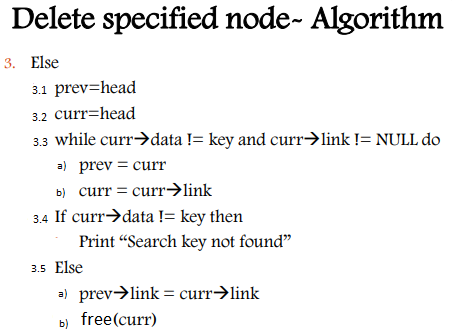 Delete specified node- Algorithm
3. Else
3.1 prev=head
3.2 curr=head
3.3 while curr→data != key and curr→link != NULL do
a) prev = curr
b) curr = curr→link
3.4 If curr→data != key then
Print “Search key not found”
3.5 Else
a) prev→link = curr→link
b) free(curr)